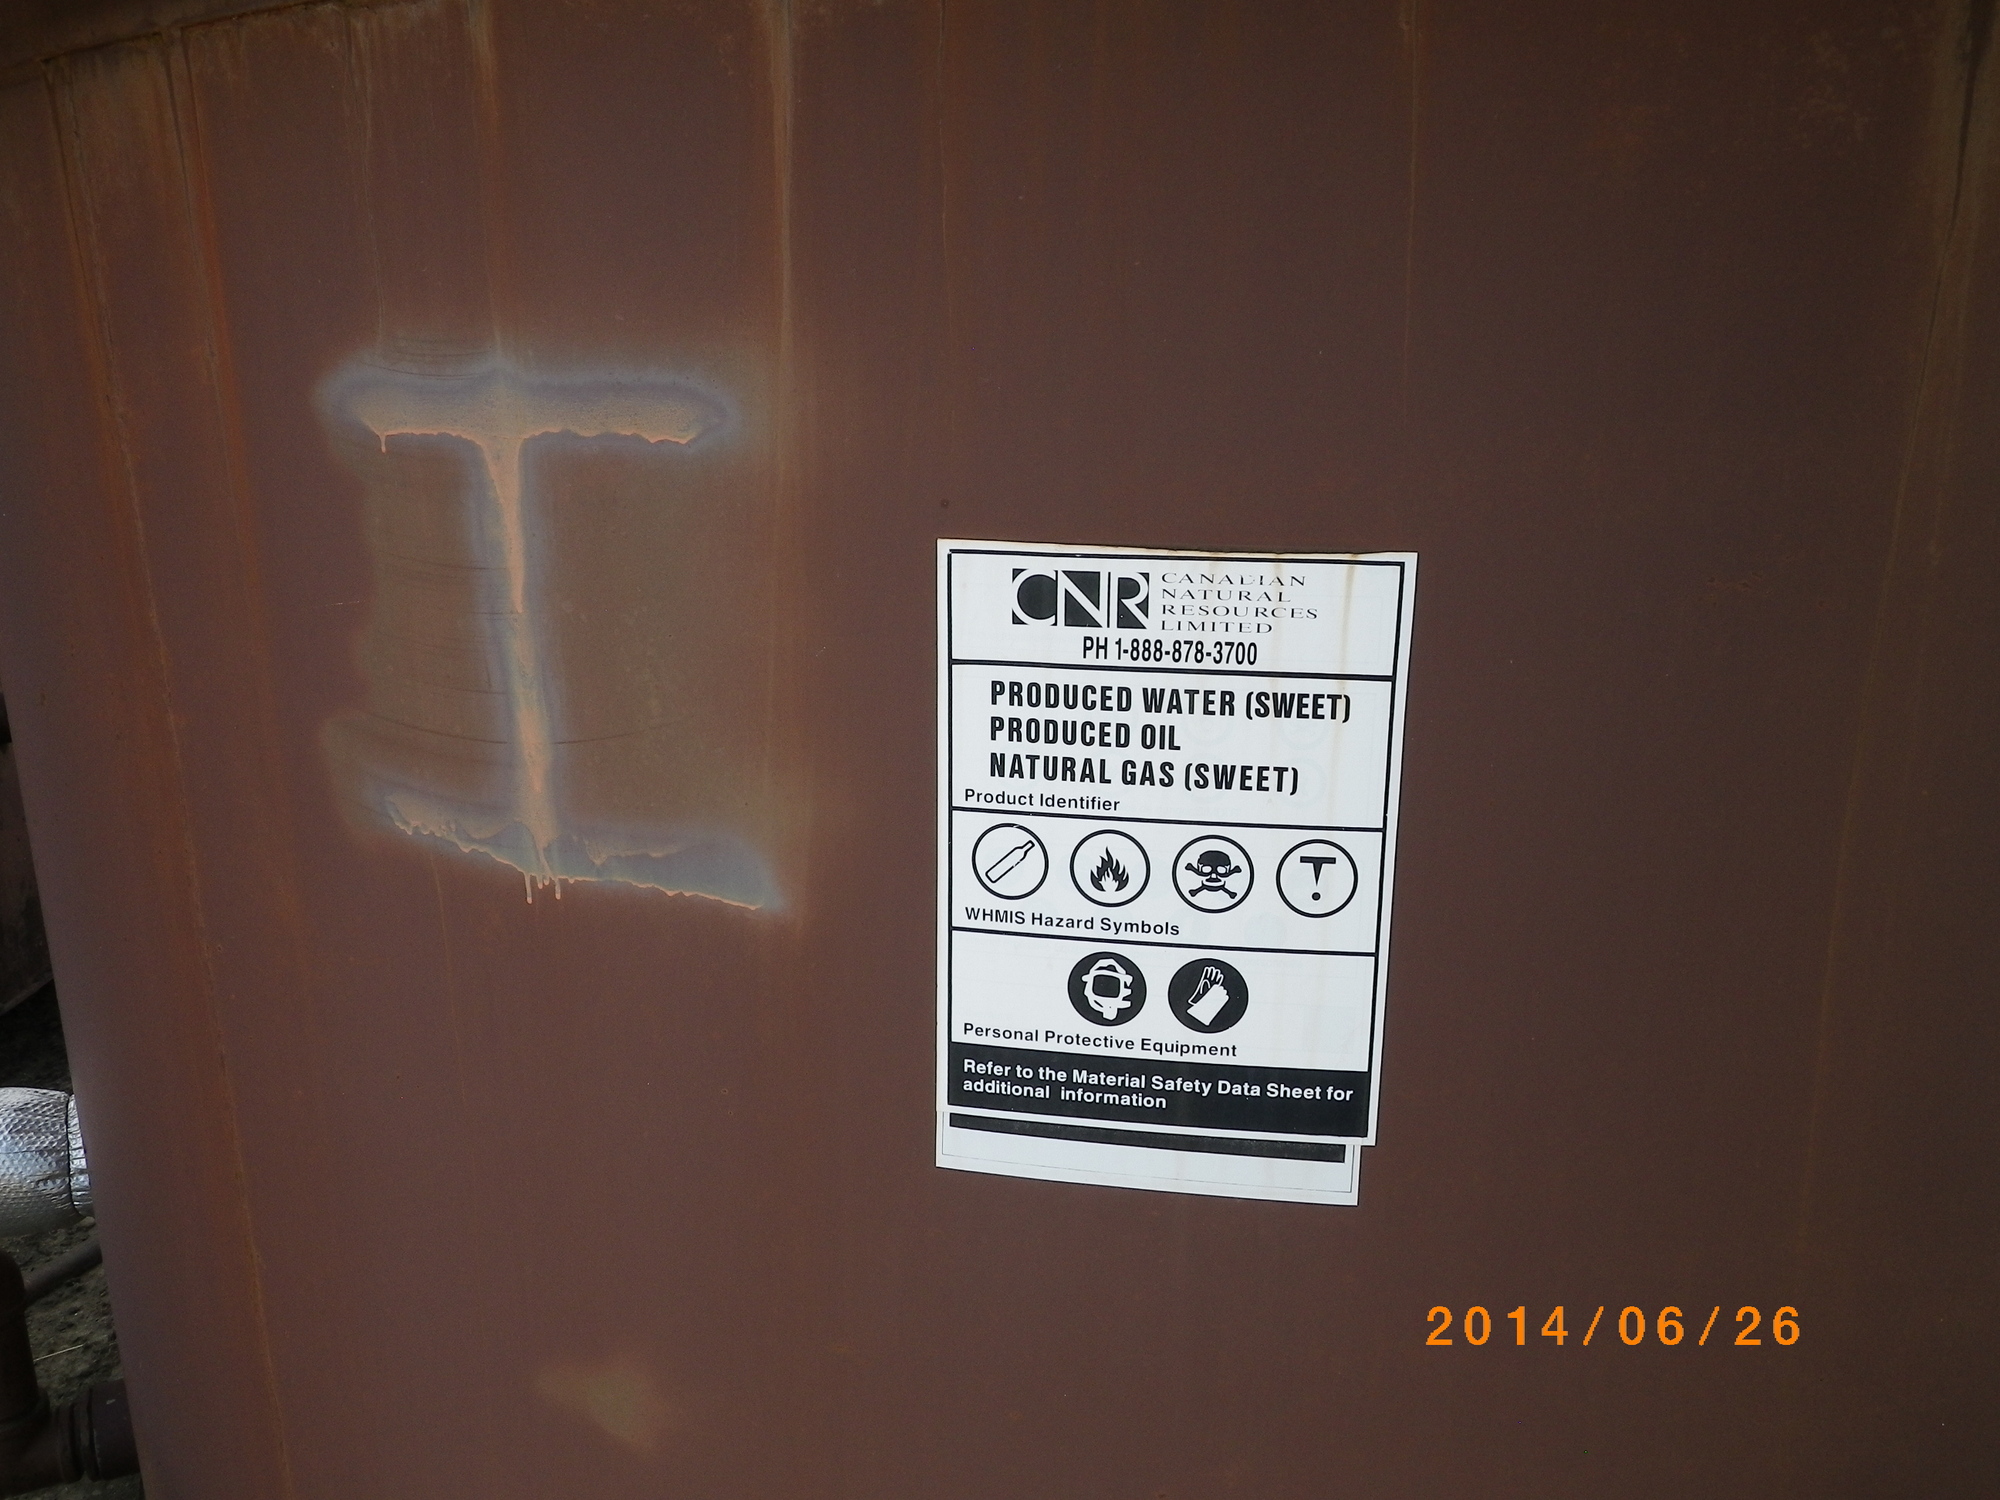 I
CNR
CANADIAN
NATURAL
RESOURCES
LIMITED
PH 1-888-878-3700
PRODUCED WATER (SWEET)
PRODUCED OIL
NATURAL GAS (SWEET)
Product Identifier
WHMIS Hazard Symbols
Personal Protective Equipment
Refer to the Material Safety Data Sheet for
additional information
2014/06/26